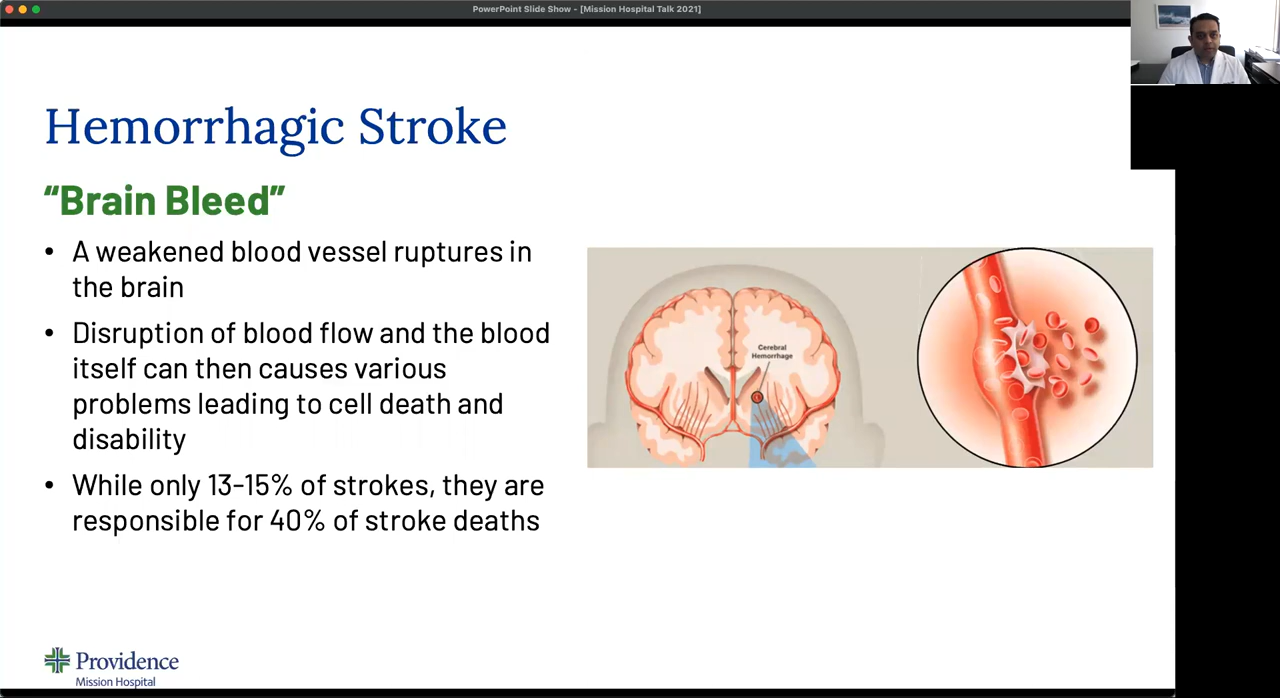 PowerPoint Slide Show - [Mission Hospital Talk 2021]
Hemorrhagic Stroke
“Brain Bleed”
• A weakened blood vessel ruptures in
the brain
• Disruption of blood flow and the blood
itself can then causes various
problems leading to cell death and
disability
• While only 13-15% of strokes, they are
responsible for 40% of stroke deaths
Cerebral
Hemorrhage
Providence
Mission Hospital